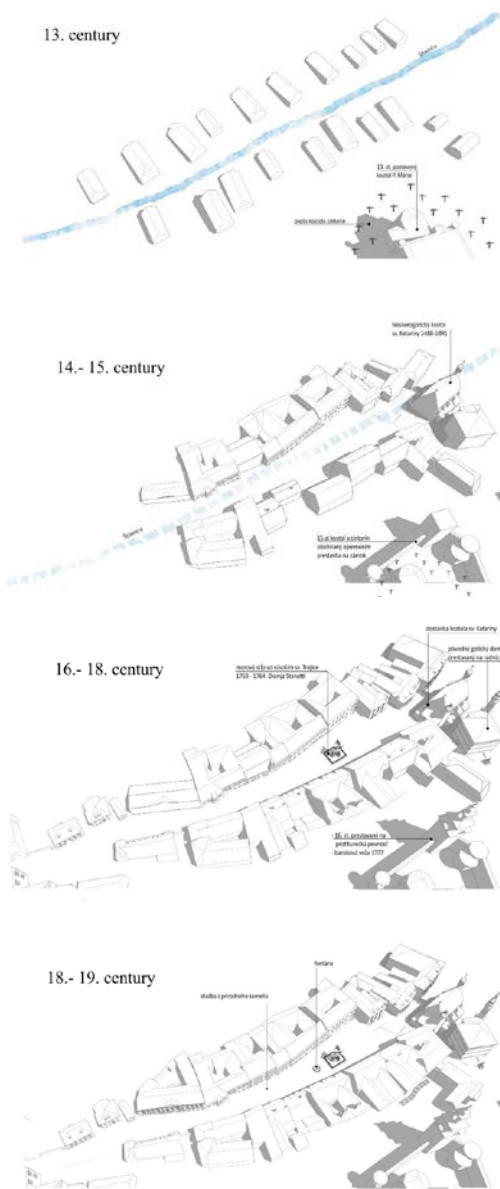 13. century
Štiavnica
13. st. postavený
kostol P. Márie
okolo kostola cintorín
14.- 15. century
Neskorogotický kostol
sv. Kataríny 1488-1491
Štiavnica
15.st kostol a cintorín
obohnaný opevnením
prestavba na zámok
16.- 18. century
morový stĺp so súsoším sv. Trojice
1759 - 1764 Dionýz Stanetti
dostavba kostola sv. Kataríny
pôvodný gotický dom
prestavaný na radnicu
- 16. st. prestavaný na
protitureckú pevnosť
- baroková veža 1777
18.- 19. century
fontána
dlažba z prírodného kameňa